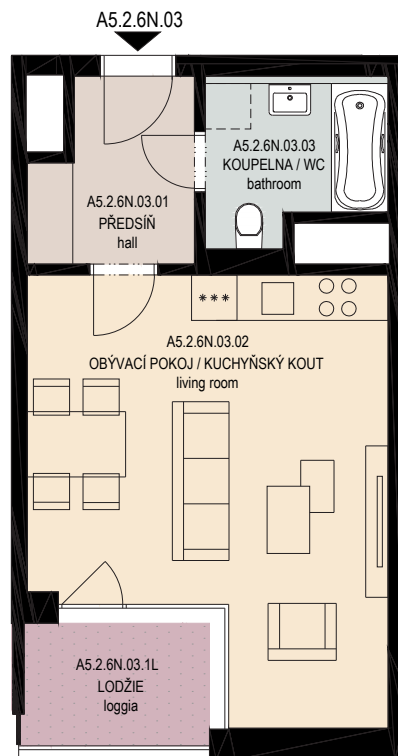 A5.2.6N.03
A5.2.6N.03.03
KOUPELNA / WC
bathroom
A5.2.6N.03.01
PŘEDSÍŇ
hall
***
A5.2.6N.03.02
OBÝVACÍ POKOJ / KUCHYŇSKÝ KOUT
living room
A5.2.6N.03.1L
LODŽIE
loggia